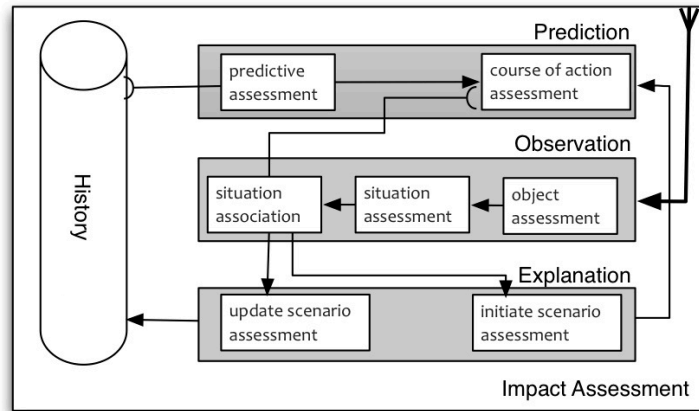 Prediction
predictive
assessment
course of action
assessment
History
Observation
situation
association
situation
assessment
object
assessment
Explanation
update scenario
assessment
initiate scenario
assessment
Impact Assessment